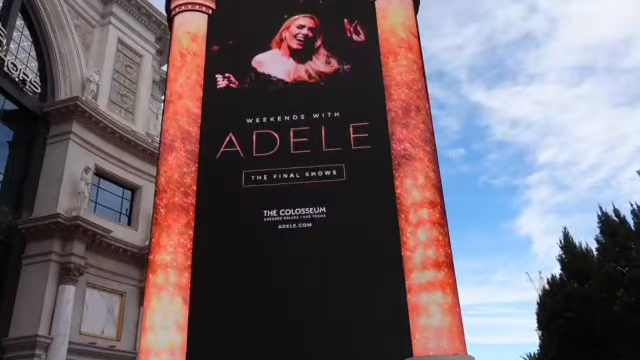 WEEKENDS WITH
ADELE
THE FINAL SHOWS
THE COLOSSEUM
CAESARS PALACE | LAS VEGAS
ADELE.COM